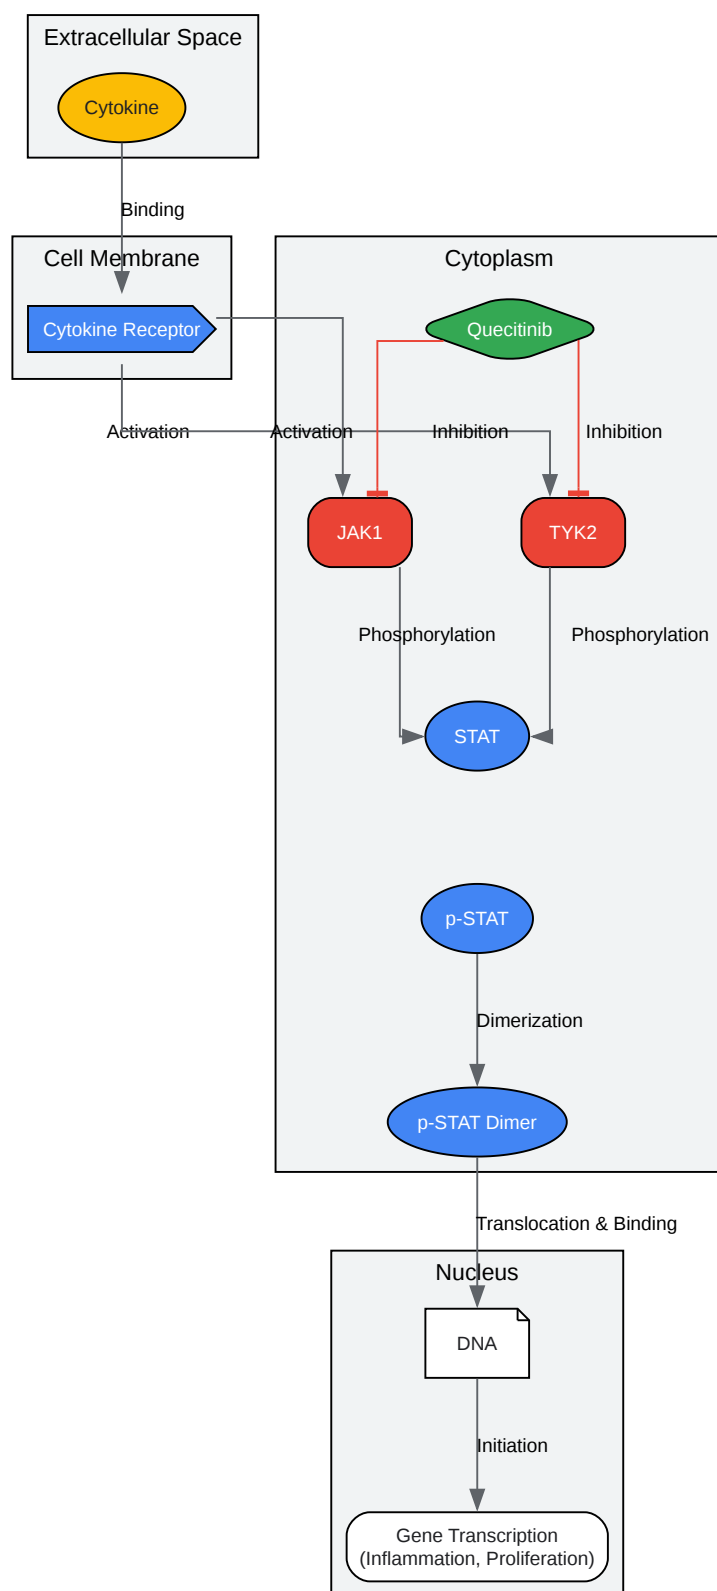 Extracellular Space
Cytokine
Binding
Cell Membrane
Cytoplasm
Cytokine Receptor
Quecitinib
Activation
Activation
Inhibition
Inhibition
JAK1
TYK2
Phosphorylation
Phosphorylation
STAT
p-STAT
Dimerization
p-STAT Dimer
Translocation & Binding
Nucleus
DNA
Initiation
Gene Transcription
(Inflammation, Proliferation)